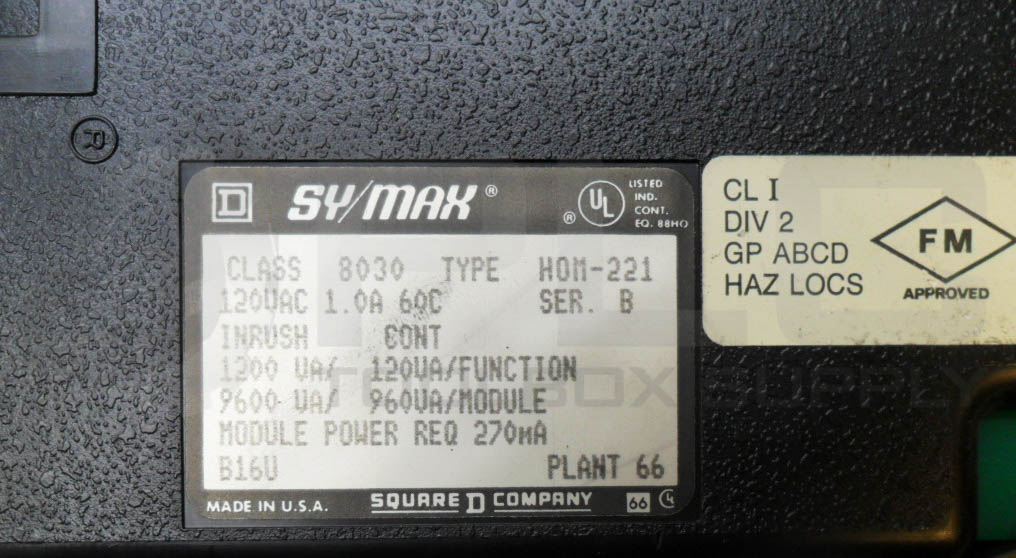 R
D SY/MAX ®
® UL LISTED
IND.
CONT.
EQ. 88HO
CLASS 8030 TYPE HOM-221
120VAC 1.0A 60C SER. B
INRUSH CONT
1200 VA/ 120VA/FUNCTION
9600 VA/ 960VA/MODULE
MODULE POWER REQ 270MA
B16U PLANT 66
MADE IN U.S.A. SQUARE D COMPANY 66
CL I
DIV 2
GP ABCD
HAZ LOCS
FM
APPROVED
SUPPLY